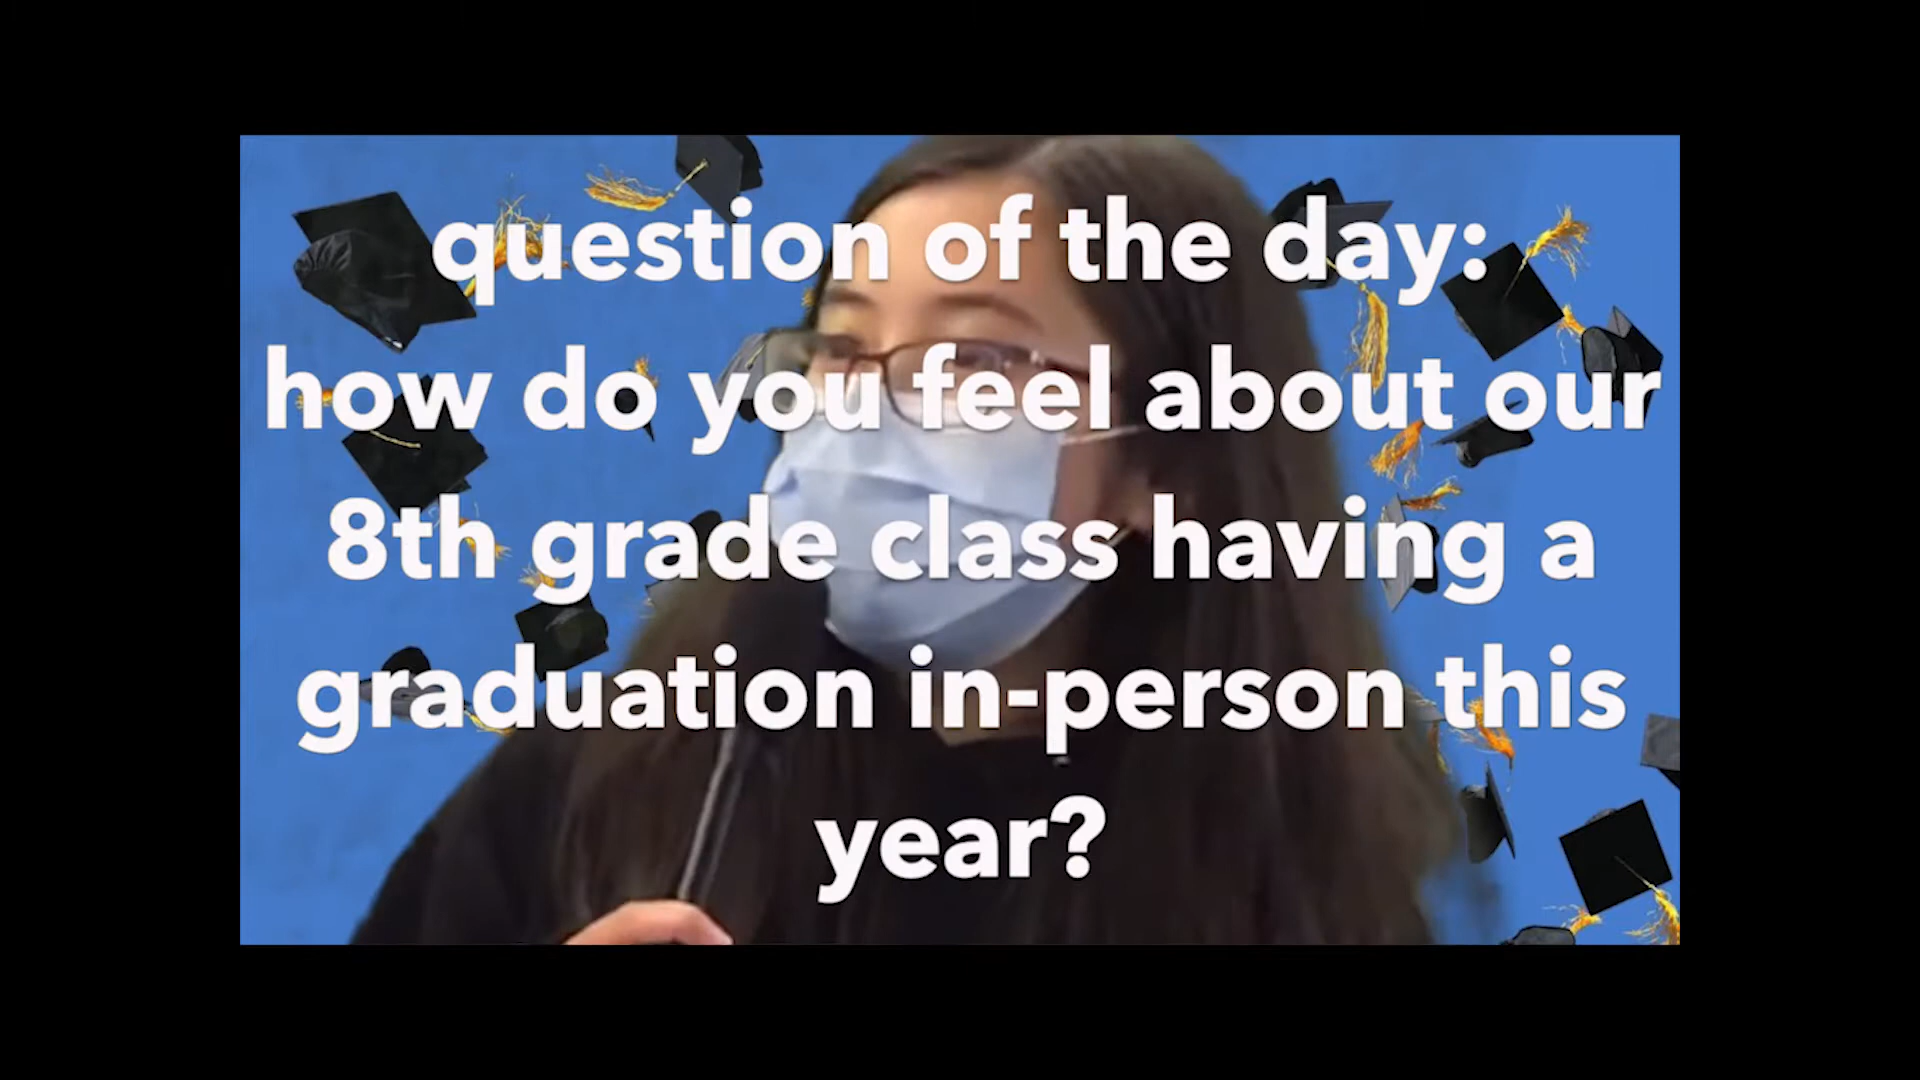 question of the day:
how do you feel about our
8th grade class having a
graduation in-person this
year?